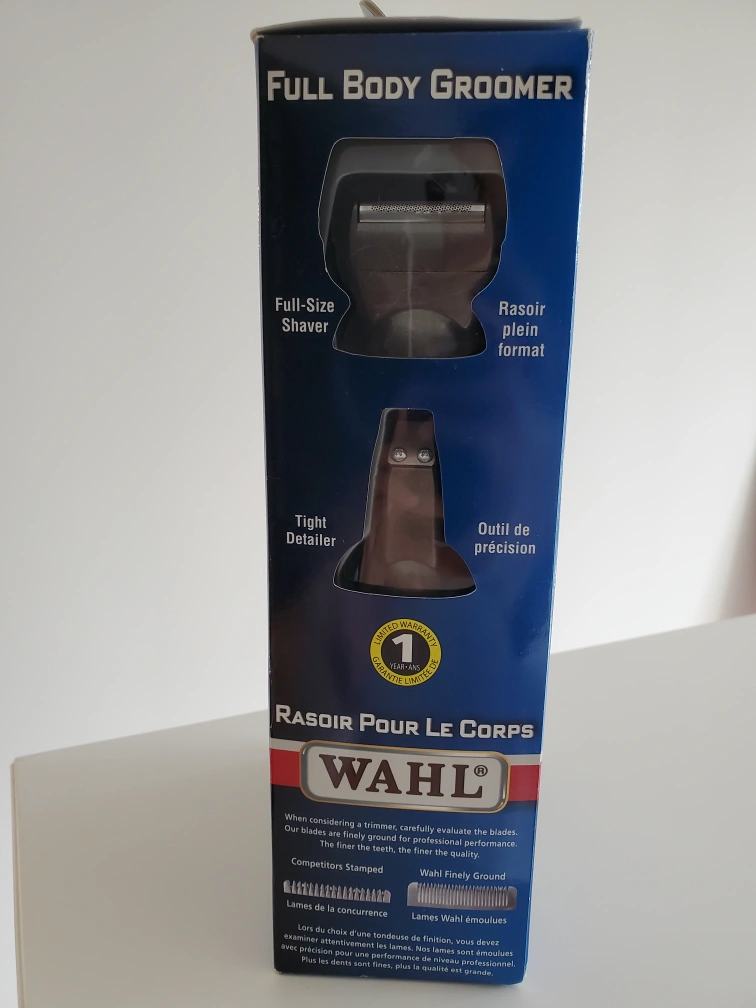 FULL BODY GROOMER
Full-Size
Shaver
Rasoir
plein
format
Tight
Detailer
Outil de
précision
LIMITED WARRANTY
1
YEAR • ANS
GARANTIE LIMITÉE DE
RASOIR POUR LE CORPS
WAHL®
When considering a trimmer, carefully evaluate the blades.
Our blades are finely ground for professional performance.
The finer the teeth, the finer the quality.
Competitors Stamped
Lames de la concurrence
Wahl Finely Ground
Lames Wahl émoulues
Lors du choix d'une tondeuse de finition, vous devez
examiner attentivement les lames. Nos lames sont émoulues
avec précision pour une performance de niveau professionnel.
Plus les dents sont fines, plus la qualité est grande.